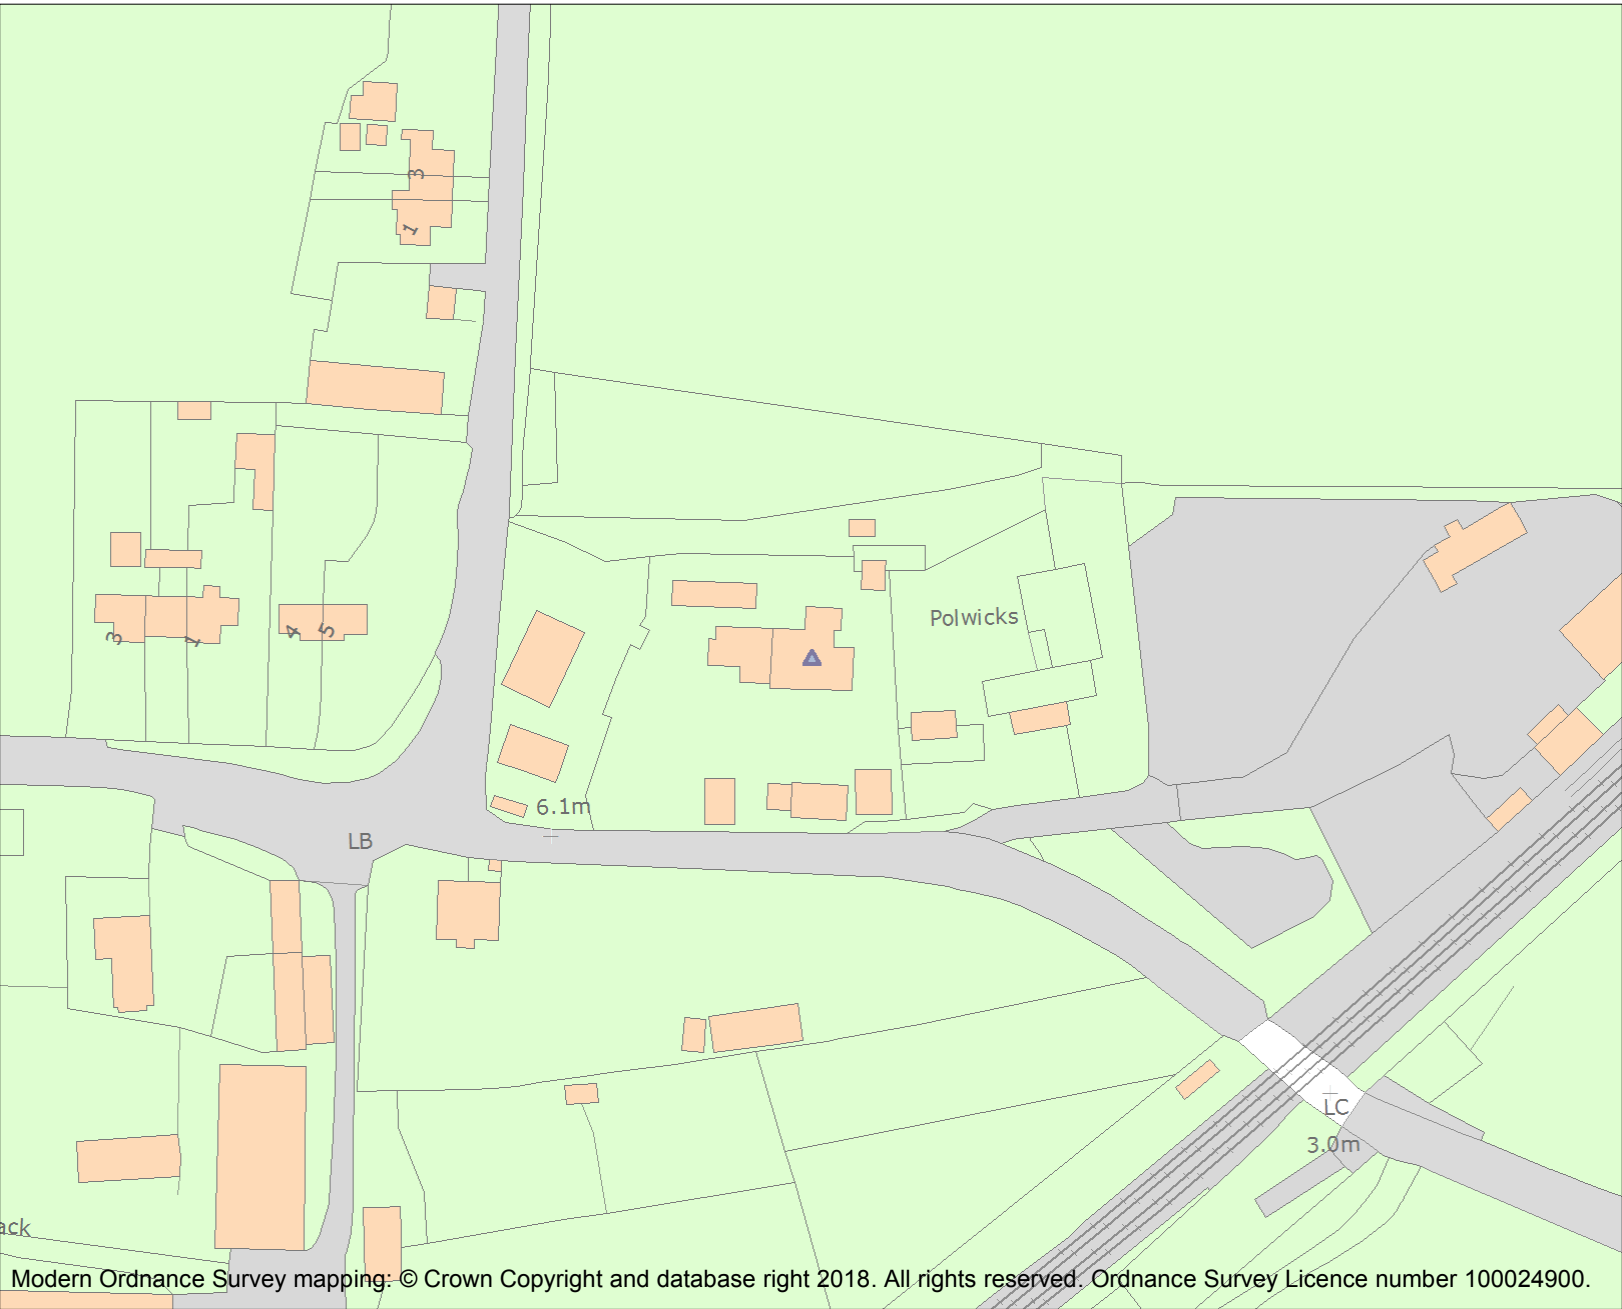 3
1
Polwicks
3
1
4
5
6.1m
LB
LC
3.0m
ack
Modern Ordnance Survey mapping: © Crown Copyright and database right 2018. All rights reserved. Ordnance Survey Licence number 100024900.